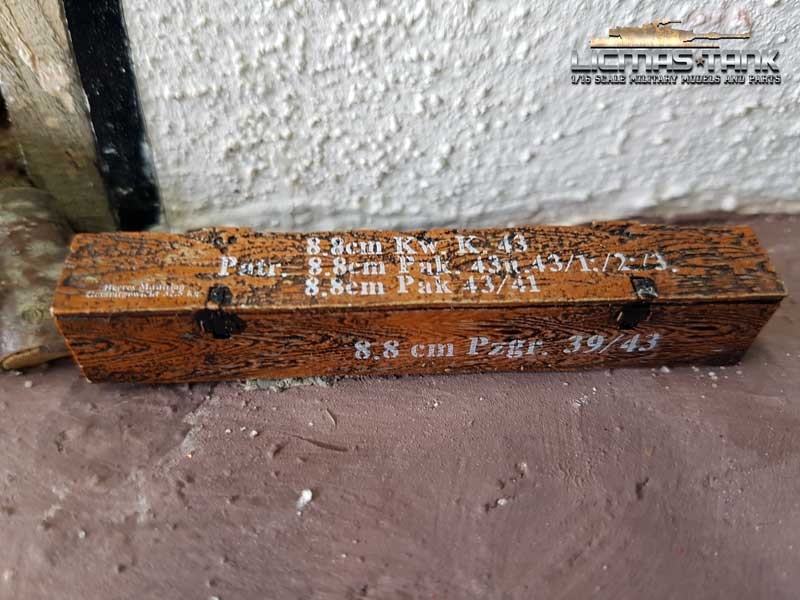 LICMAS★TANK
1/16 SCALE MILITARY MODELS AND PARTS
8.8cm Kw. K. 43
Patr. 8.8cm Pak. 43u.43/1:/2:/3.
8.8cm Pak 43/41
Heeres
8.8 cm Pzgr. 39/43